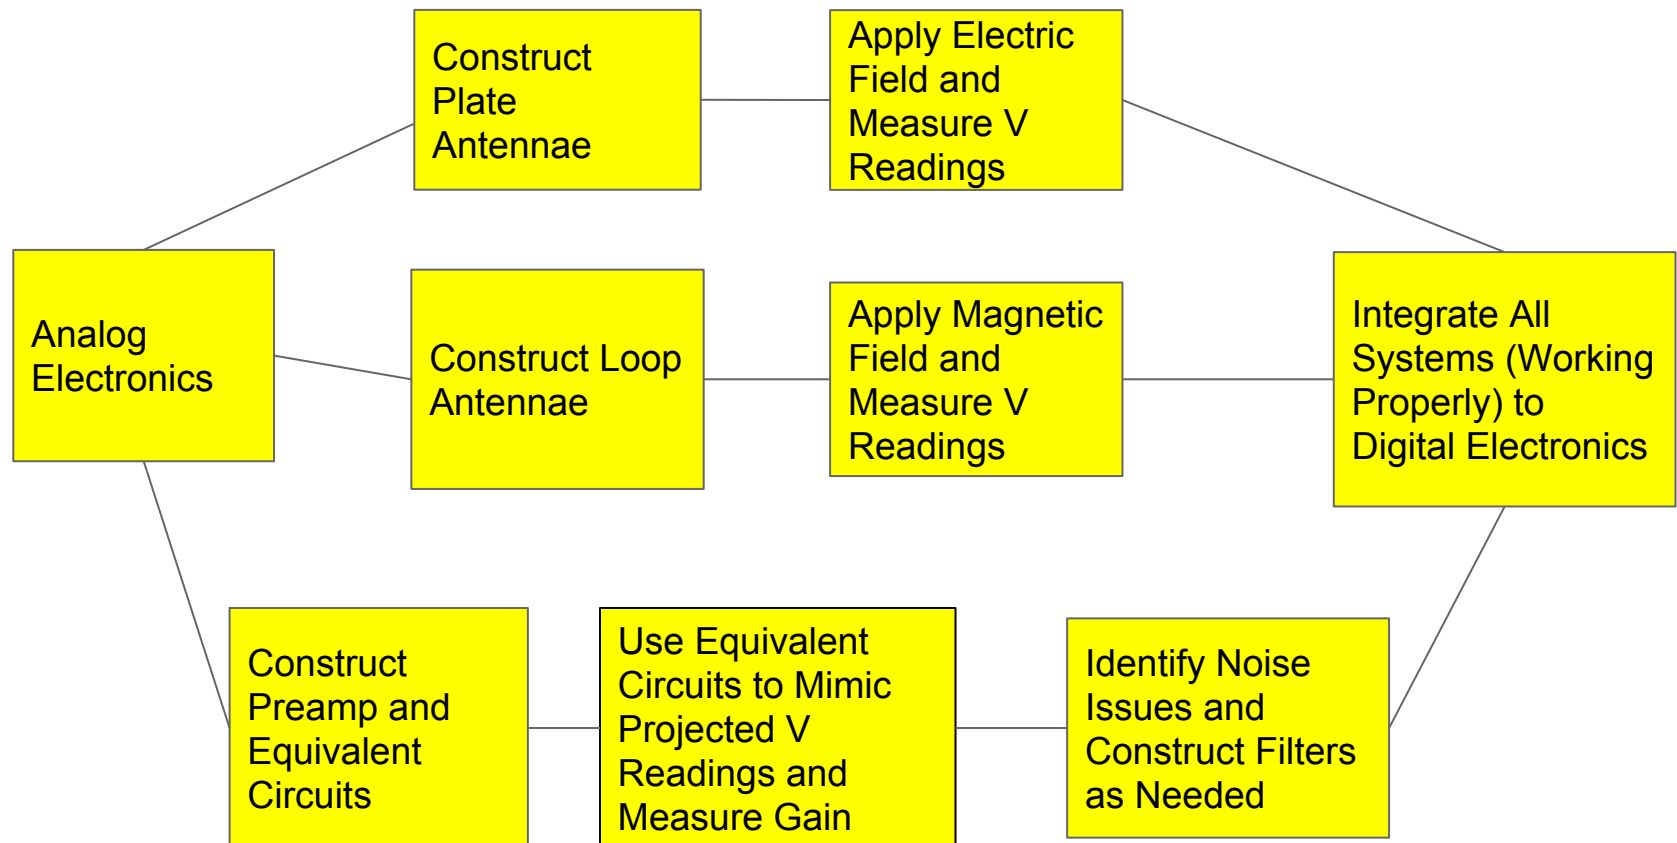 Construct
Plate
Antennae
Apply Electric
Field and
Measure V
Readings
Analog
Electronics
Construct Loop
Antennae
Apply Magnetic
Field and
Measure V
Readings
Integrate All
Systems (Working
Properly) to
Digital Electronics
Construct
Preamp and
Equivalent
Circuits
Use Equivalent
Circuits to Mimic
Projected V
Readings and
Measure Gain
Identify Noise
Issues and
Construct Filters
as Needed